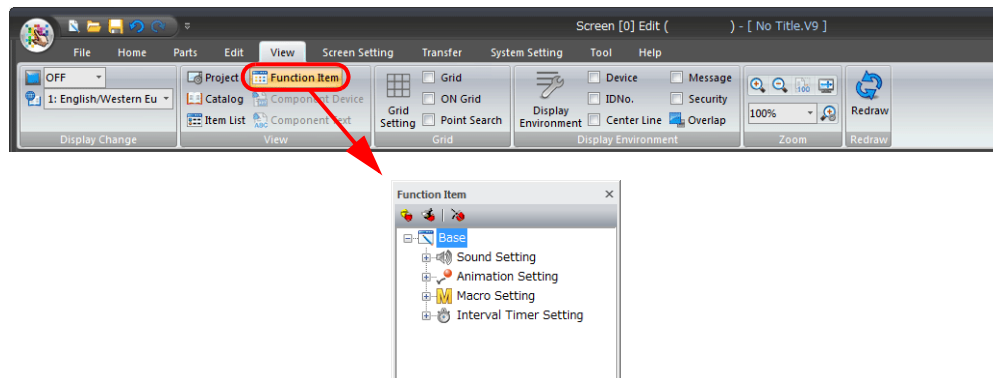 Screen [0] Edit ( ) - [ No Title.V9 ]
File Home Parts Edit View Screen Setting Transfer System Setting Tool Help
OFF Project Function Item Grid Device Message
1: English/Western Eu Catalog Component Device ON Grid IDNo. Security 100% Redraw
Item List Component Text Grid Setting Point Search Display Environment Center Line Overlap
Display Change View Grid Display Environment Zoom Redraw
Function Item
Base
Sound Setting
Animation Setting
Macro Setting
Interval Timer Setting